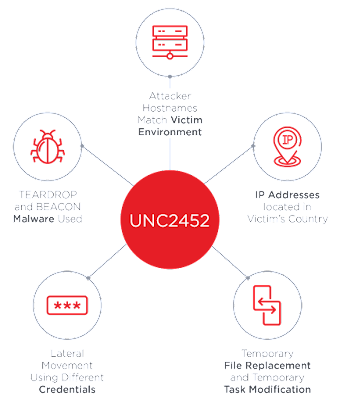 Attacker
Hostnames
Match Victim
Environment
TEARDROP
and BEACON
Malware Used
IP
IP Addresses
located in
Victim's Country
UNC2452
***
Lateral
Movement
Using Different
Credentials
Temporary
File Replacement
and Temporary
Task Modification